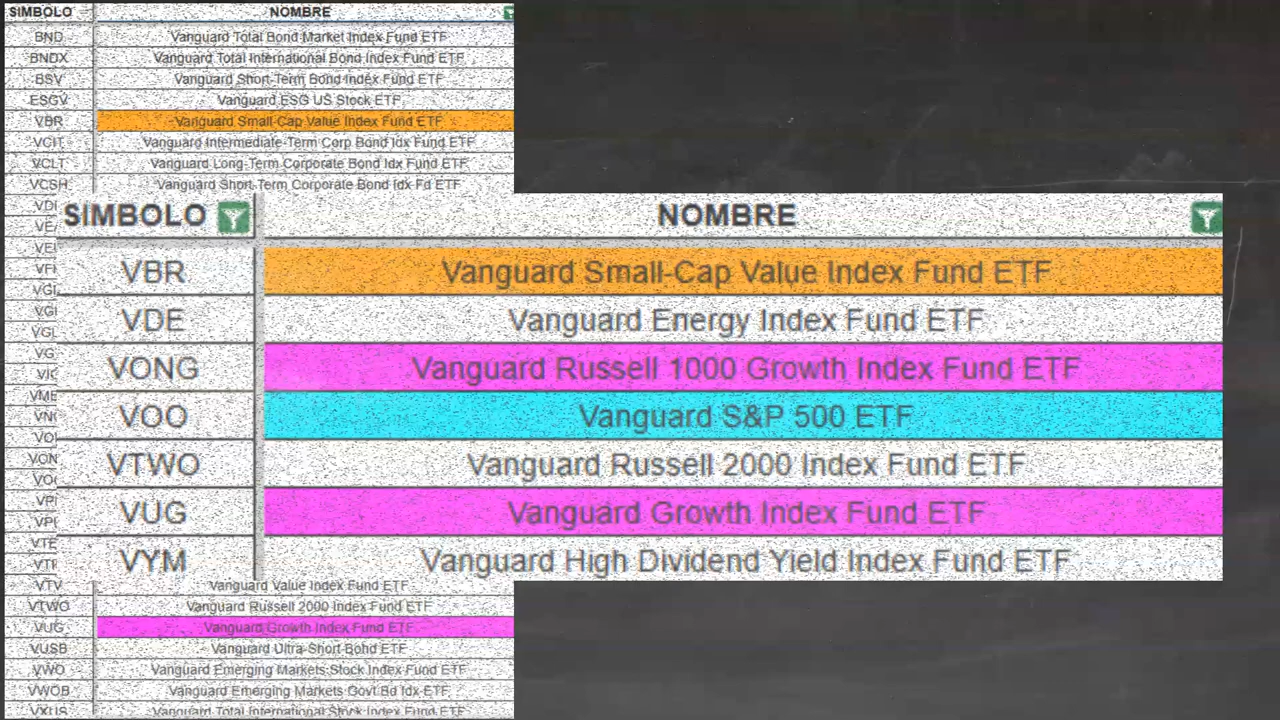 SIMBOLO NOMBRE
BND Vanguard Total Bond Market Index Fund ETF
BNDX Vanguard Total International Bond Index Fund ETF
BSV Vanguard Short-Term Bond Index Fund ETF
ESGV Vanguard ESG US Stock ETF
VBR Vanguard Small-Cap Value Index Fund ETF
VCIT Vanguard Intermediate-Term Corp Bond Idx Fund ETF
VCLT Vanguard Long-Term Corporate Bond Idx Fund ETF
VCSH Vanguard Short-Term Corporate Bond Idx Fd ETF
SIMBOLO NOMBRE
VBR Vanguard Small-Cap Value Index Fund ETF
VDE Vanguard Energy Index Fund ETF
VONG Vanguard Russell 1000 Growth Index Fund ETF
VOO Vanguard S&P 500 ETF
VTWO Vanguard Russell 2000 Index Fund ETF
VUG Vanguard Growth Index Fund ETF
VYM Vanguard High Dividend Yield Index Fund ETF
VTV Vanguard Value Index Fund ETF
VTWO Vanguard Russell 2000 Index Fund ETF
VUG Vanguard Growth Index Fund ETF
VUSB Vanguard Ultra-Short Bond ETF
VWO Vanguard Emerging Markets Stock Index Fund ETF
VWOB Vanguard Emerging Markets Govt Bd Idx ETF
VXUS Vanguard Total International Stock Index Fund ETF